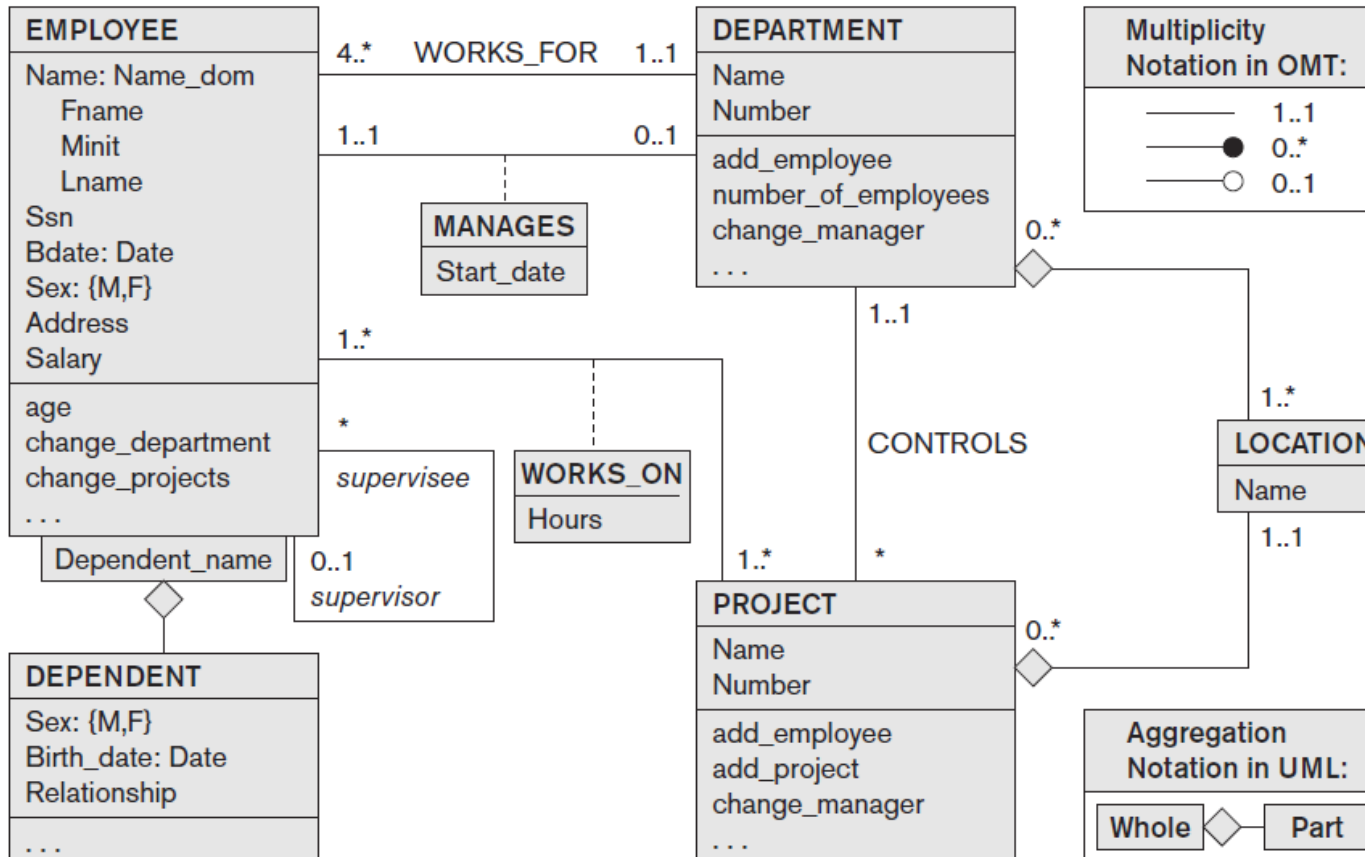 EMPLOYEE
Name: Name_dom
Fname
Minit
Lname
Ssn
Bdate: Date
Sex: {M,F}
Address
Salary
age
change_department
change_projects
. . .
Dependent_name
DEPENDENT
Sex: {M,F}
Birth_date: Date
Relationship
. . .
4..* WORKS_FOR 1..1
1..1 0..1
MANAGES
Start_date
1..*
*
supervisee
0..1
supervisor
WORKS_ON
Hours
1..*
DEPARTMENT
Name
Number
add_employee
number_of_employees
change_manager
. . .
0..*
1..1
CONTROLS
*
PROJECT
Name
Number
add_employee
add_project
change_manager
. . .
0..*
1..*
LOCATION
Name
1..1
Multiplicity
Notation in OMT:
1..1
0..*
0..1
Aggregation
Notation in UML:
Whole Part